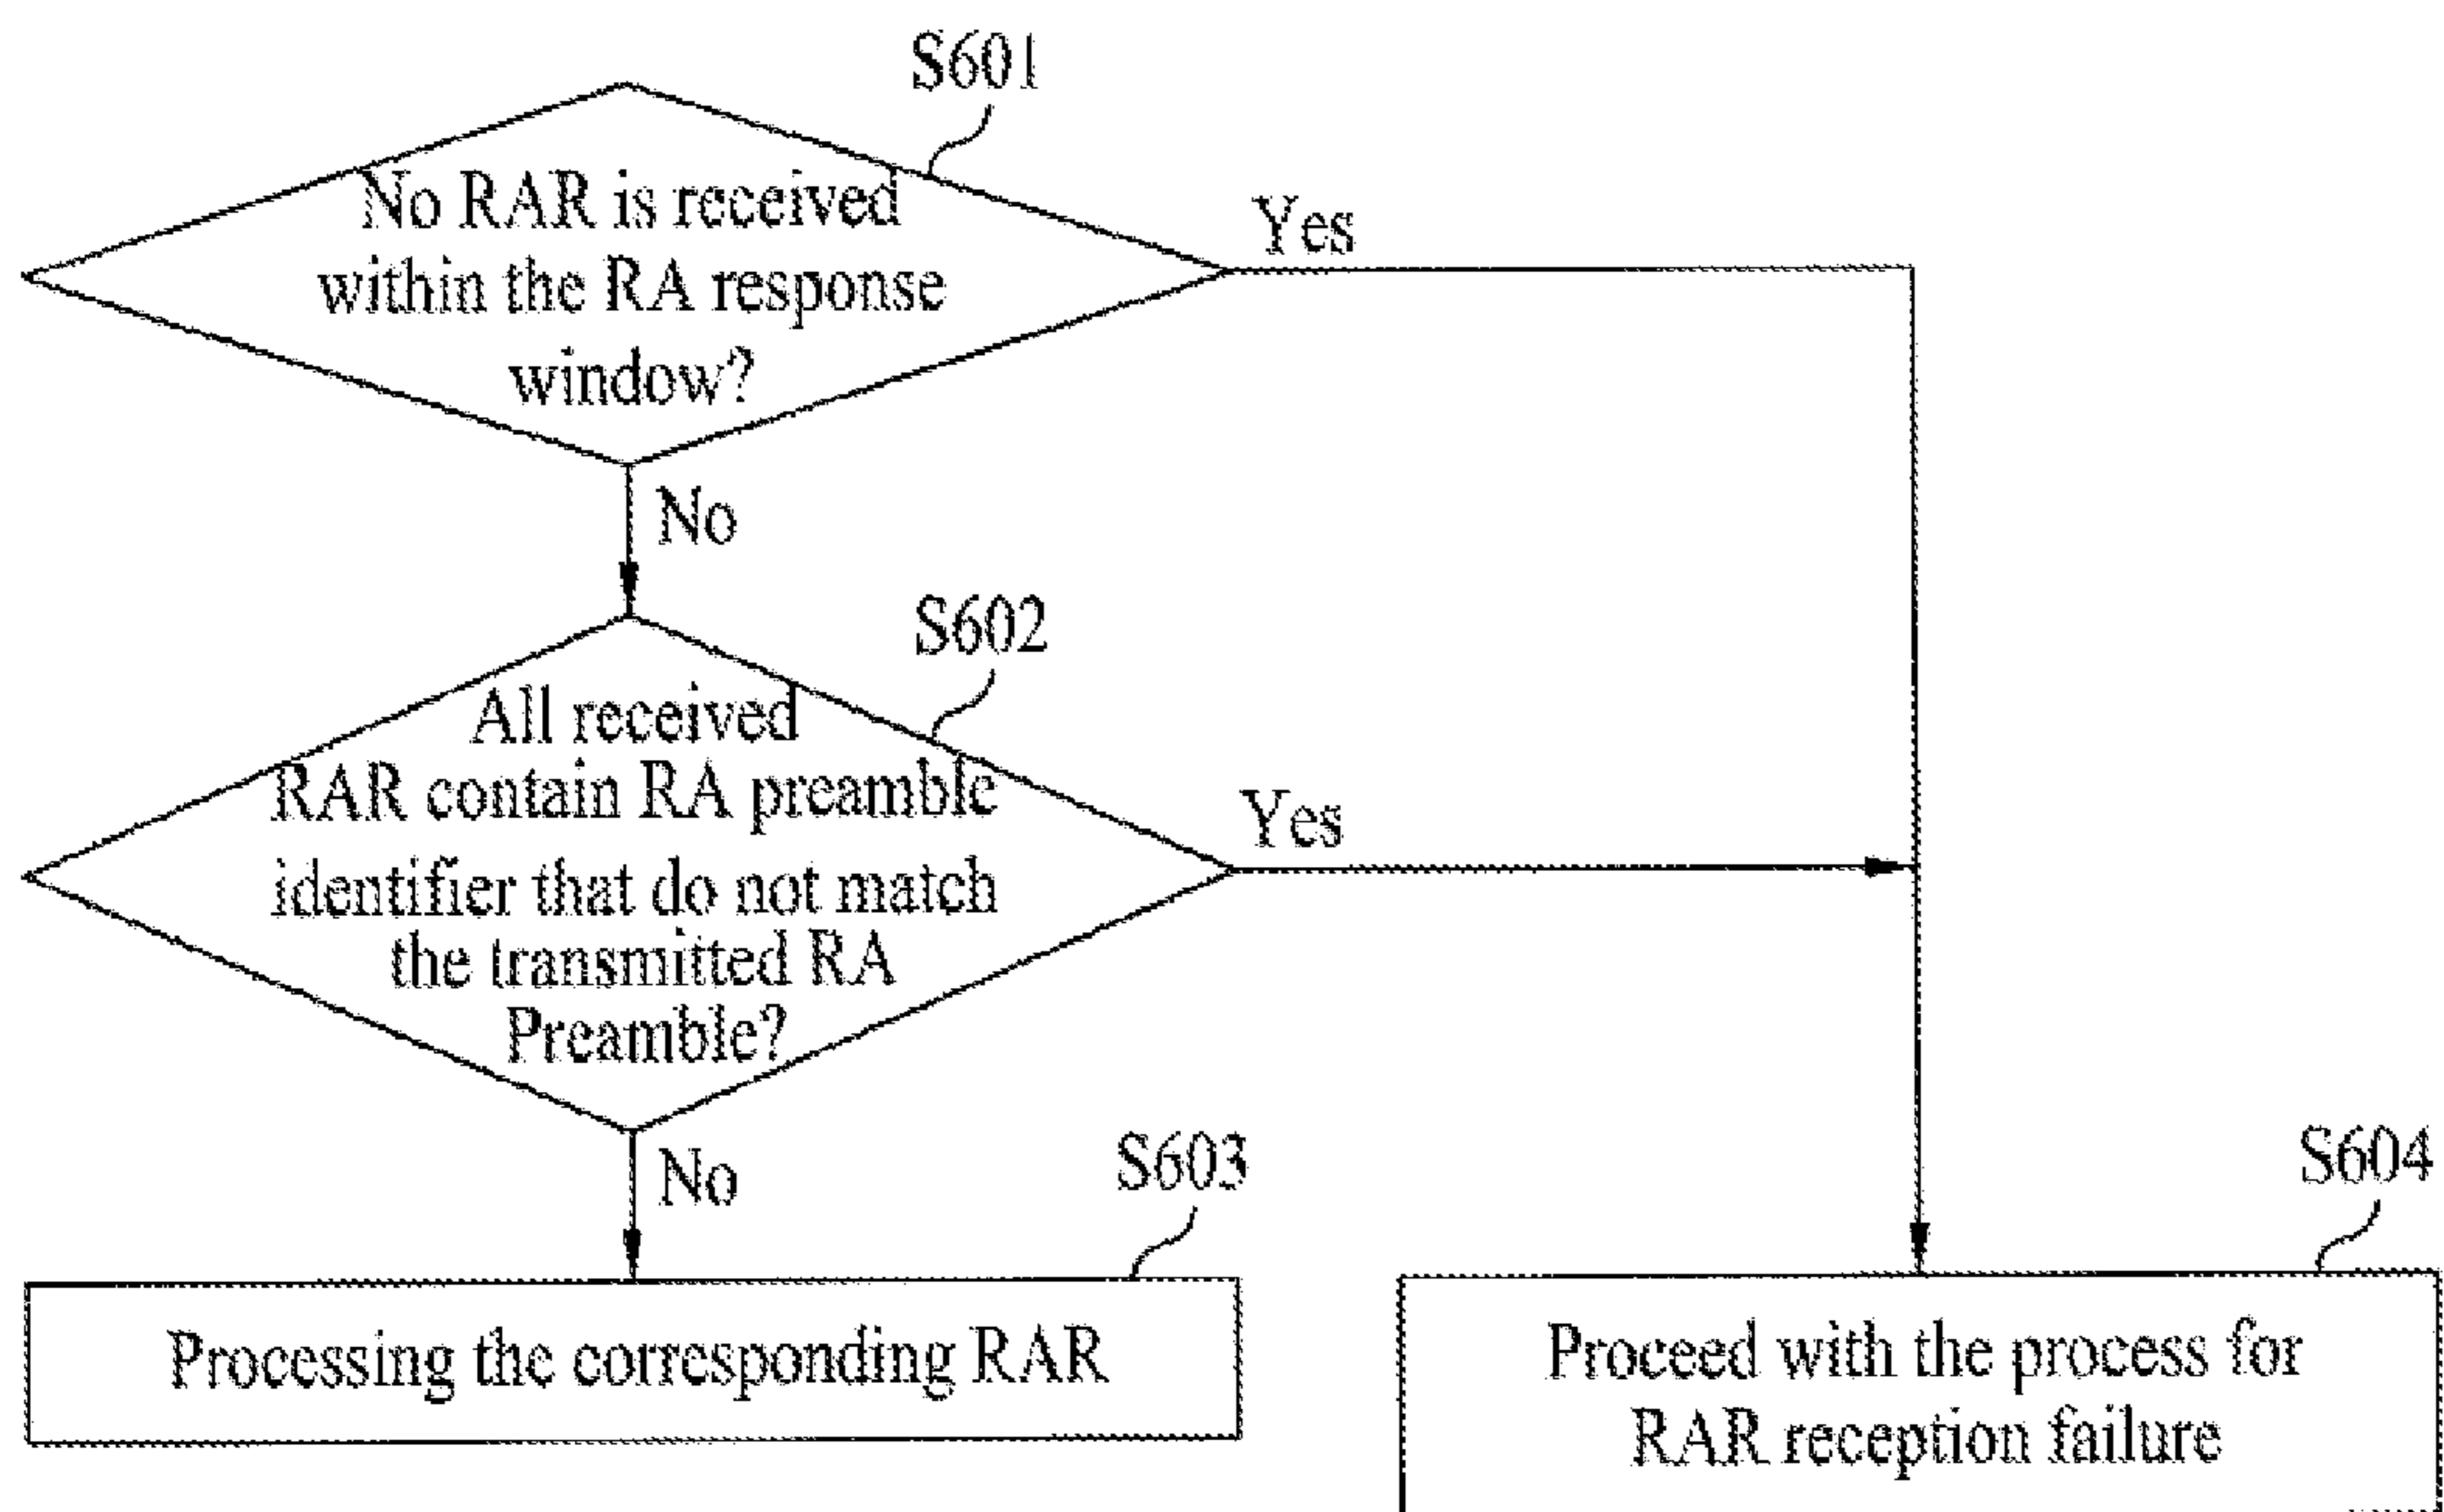 S601
No RAR is received
within the RA response
window?
Yes
No
S602
All received
RAR contain RA preamble
identifier that do not match
the transmitted RA
Preamble?
Yes
No
S603
Processing the corresponding RAR
S604
Proceed with the process for
RAR reception failure